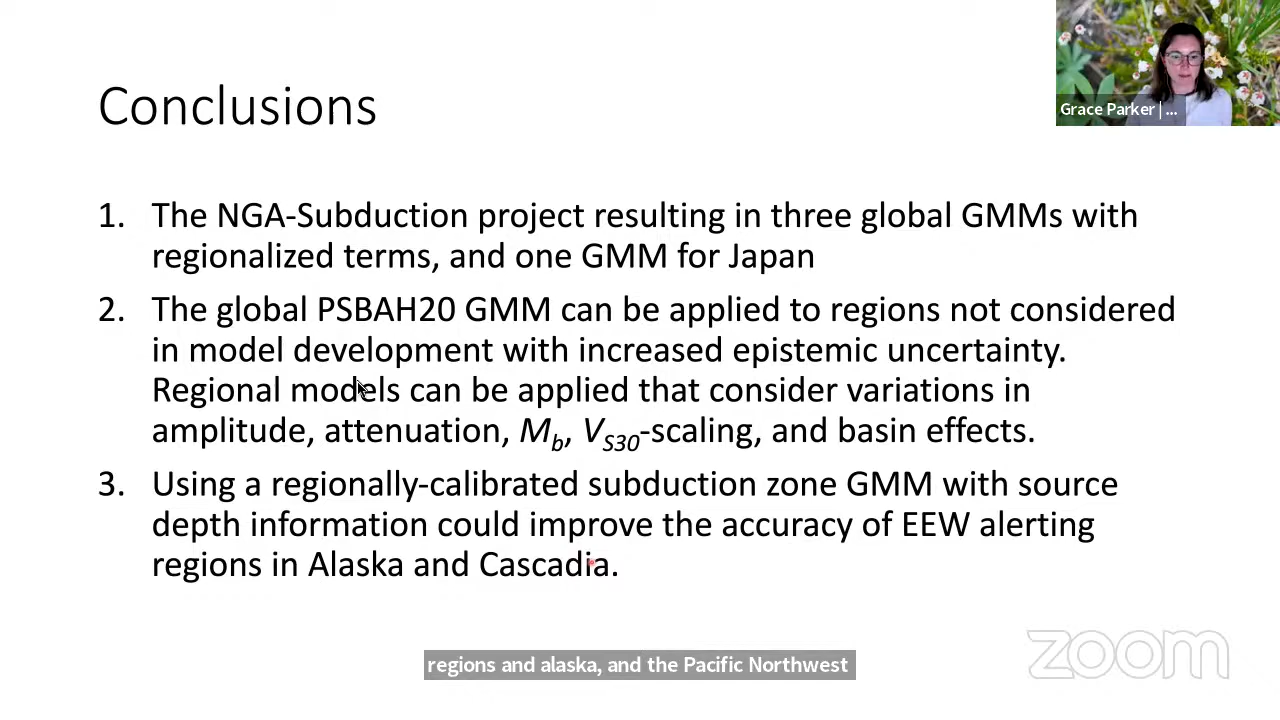 Conclusions
Grace Parker | ...
1. The NGA-Subduction project resulting in three global GMMs with
regionalized terms, and one GMM for Japan
2. The global PSBAH20 GMM can be applied to regions not considered
in model development with increased epistemic uncertainty.
Regional models can be applied that consider variations in
amplitude, attenuation, Mb, VS30-scaling, and basin effects.
3. Using a regionally-calibrated subduction zone GMM with source
depth information could improve the accuracy of EEW alerting
regions in Alaska and Cascadia.
regions and alaska, and the Pacific Northwest
zoom